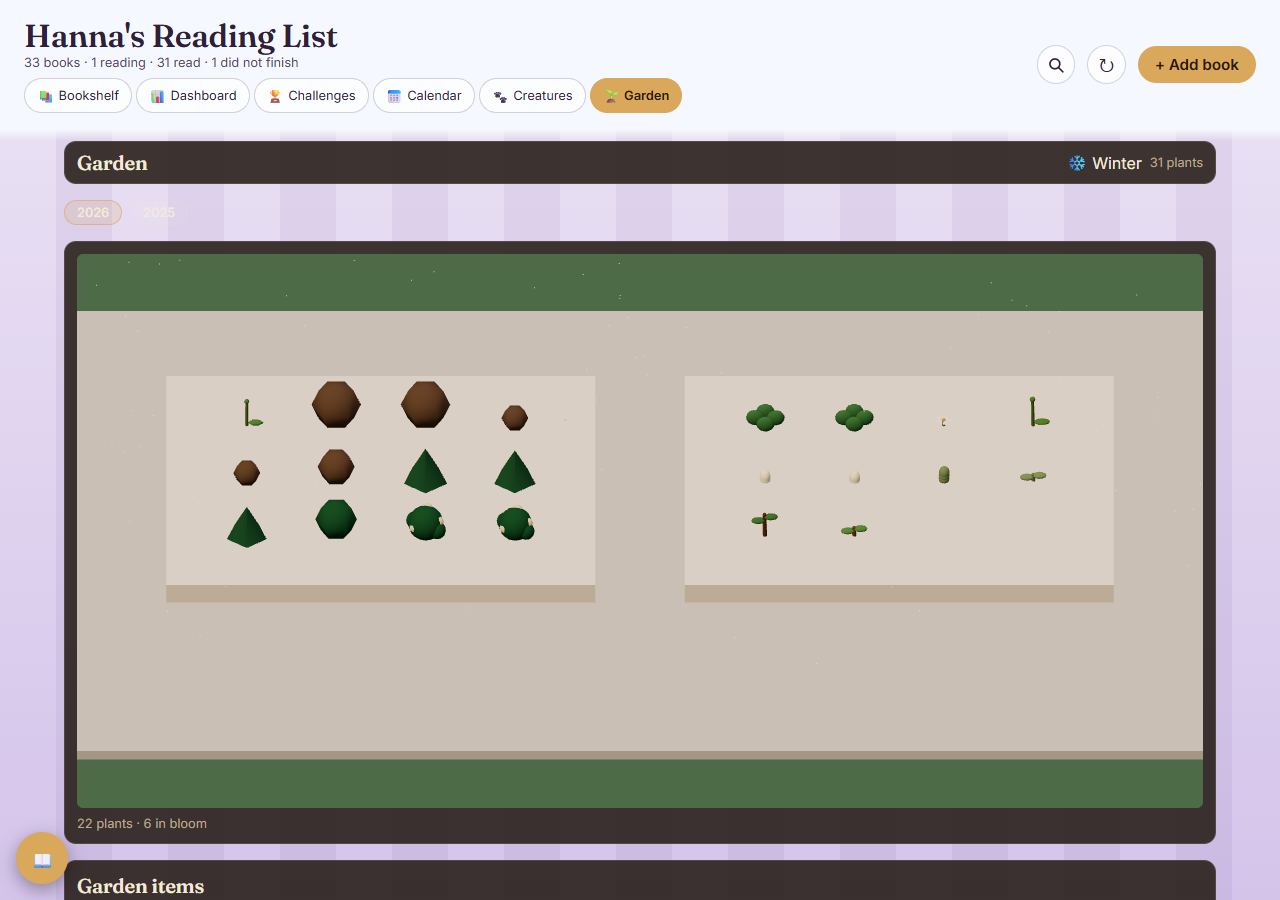 Hanna's Reading List
33 books · 1 reading · 31 read · 1 did not finish
Bookshelf
Dashboard
Challenges
Calendar
Creatures
Garden
+ Add book
Garden
Winter
31 plants
2026
2025
22 plants · 6 in bloom
Garden items